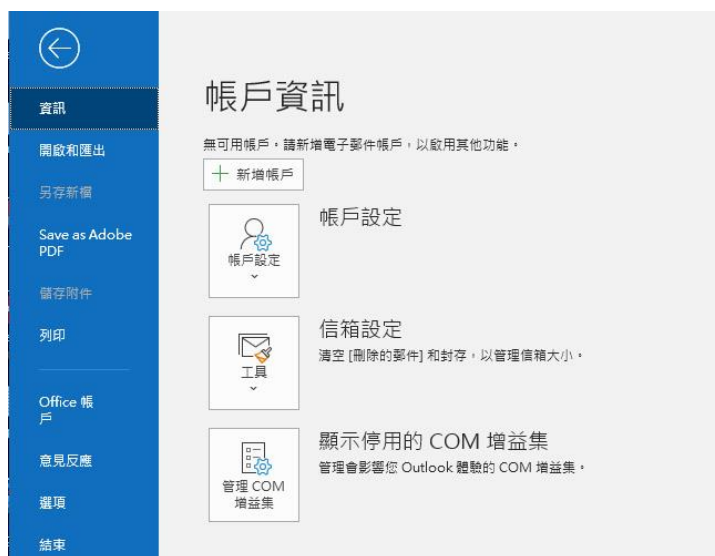 資訊
開啟和匯出
另存新檔
Save as Adobe
PDF
儲存附件
列印
Office 帳
戶
意見反應
選項
結束
帳戶資訊
無可用帳戶。請新增電子郵件帳戶，以啟用其他功能。
新增帳戶
帳戶設定
帳戶設定
信箱設定
清空 [刪除的郵件] 和封存，以管理信箱大小。
工具
顯示停用的 COM 增益集
管理會影響您 Outlook 體驗的 COM 增益集。
管理 COM
增益集